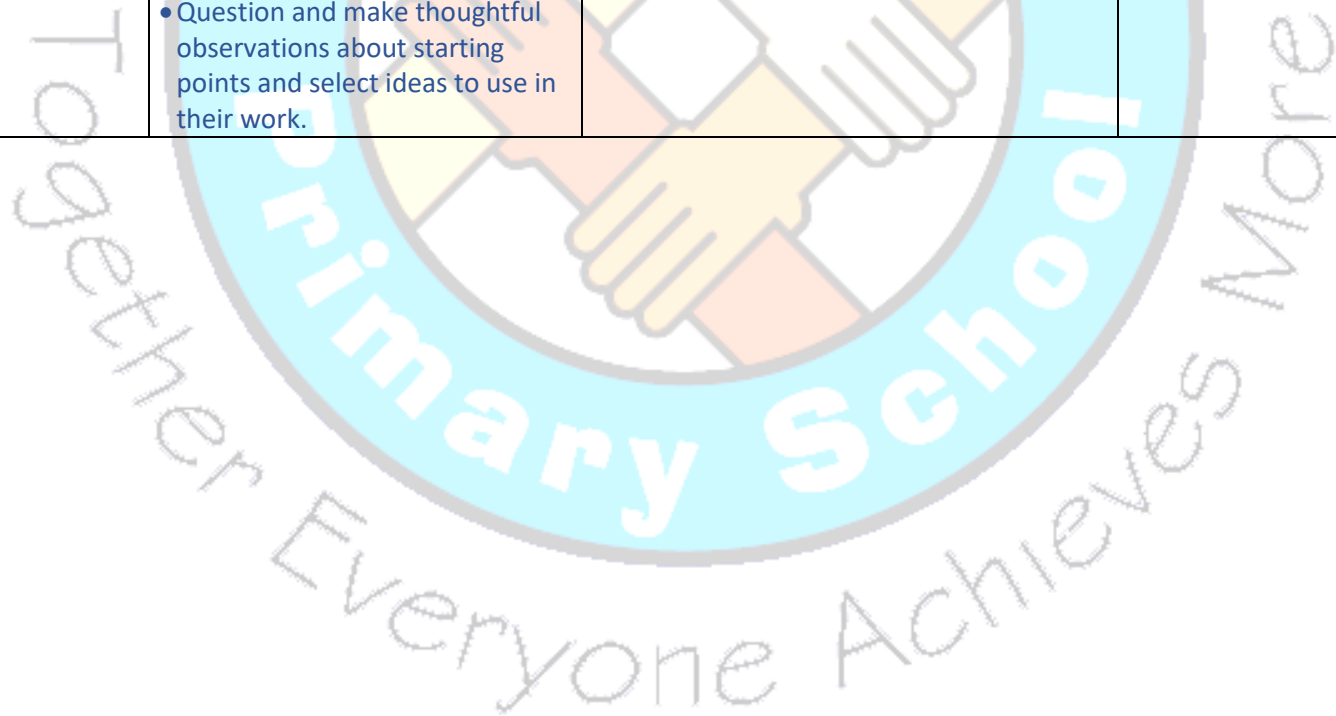 • Question and make thoughtful
observations about starting
points and select ideas to use in
their work.
Primary School
Together Everyone Achieves More